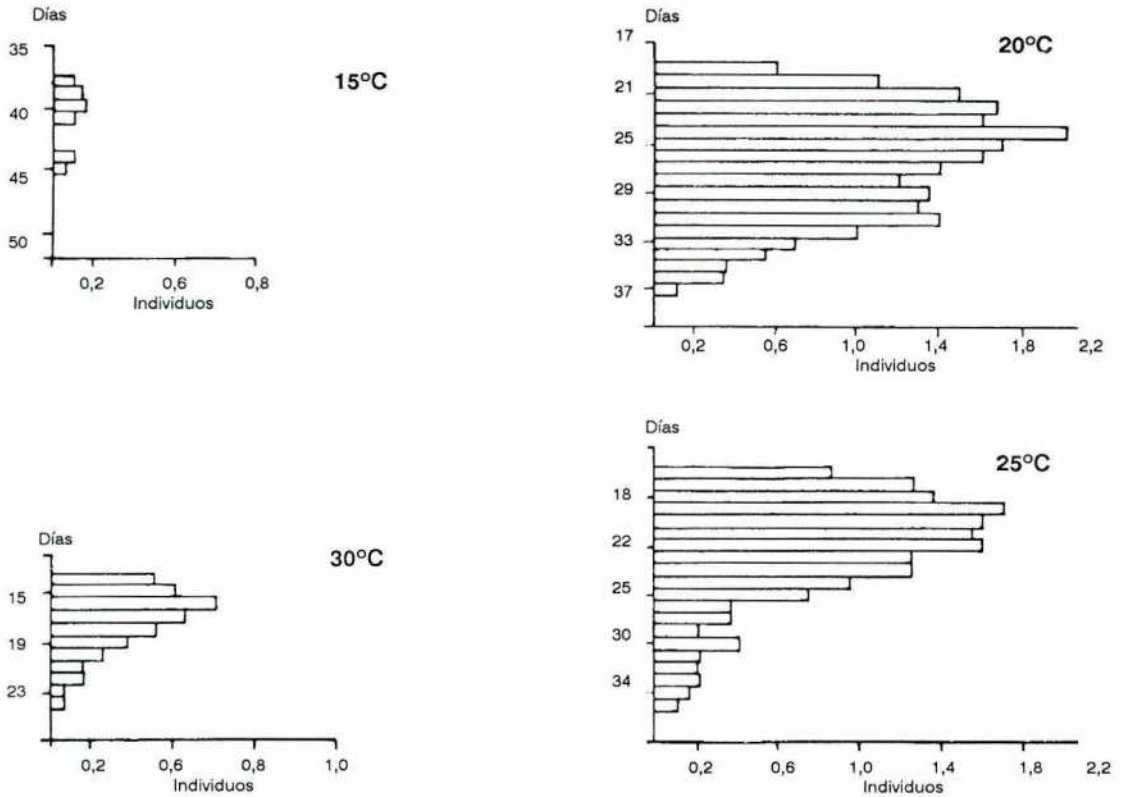 Días
15°C
35
40
45
50
0,2 0,6 0,8
Individuos
Días
20°C
17
21
25
29
33
37
0,2 0,6 1,0 1,4 1,8 2,2
Individuos
Días
30°C
15
19
23
0,2 0,6 1,0
Individuos
Días
25°C
18
22
25
30
34
0,2 0,6 1,0 1,4 1,8 2,2
Individuos